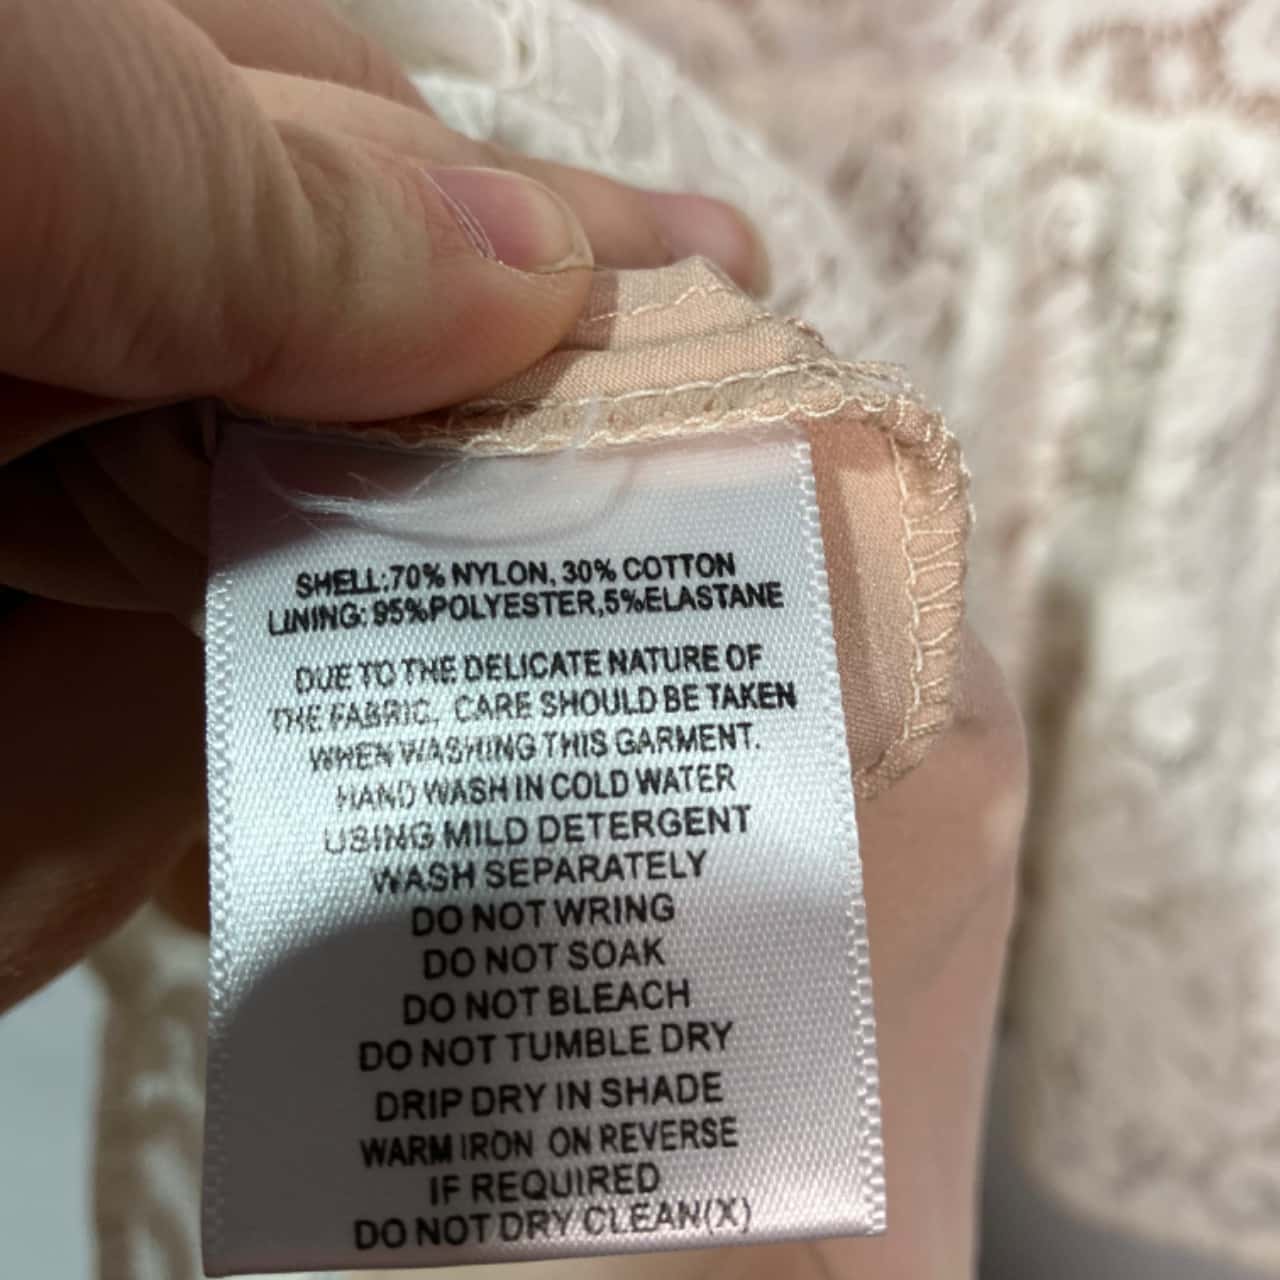 SHELL:70% NYLON, 30% COTTON
LINING: 95%POLYESTER,5%ELASTANE
DUE TO THE DELICATE NATURE OF
THE FABRIC, CARE SHOULD BE TAKEN
WHEN WASHING THIS GARMENT.
HAND WASH IN COLD WATER
USING MILD DETERGENT
WASH SEPARATELY
DO NOT WRING
DO NOT SOAK
DO NOT BLEACH
DO NOT TUMBLE DRY
DRIP DRY IN SHADE
WARM IRON ON REVERSE
IF REQUIRED
DO NOT DRY CLEAN(X)